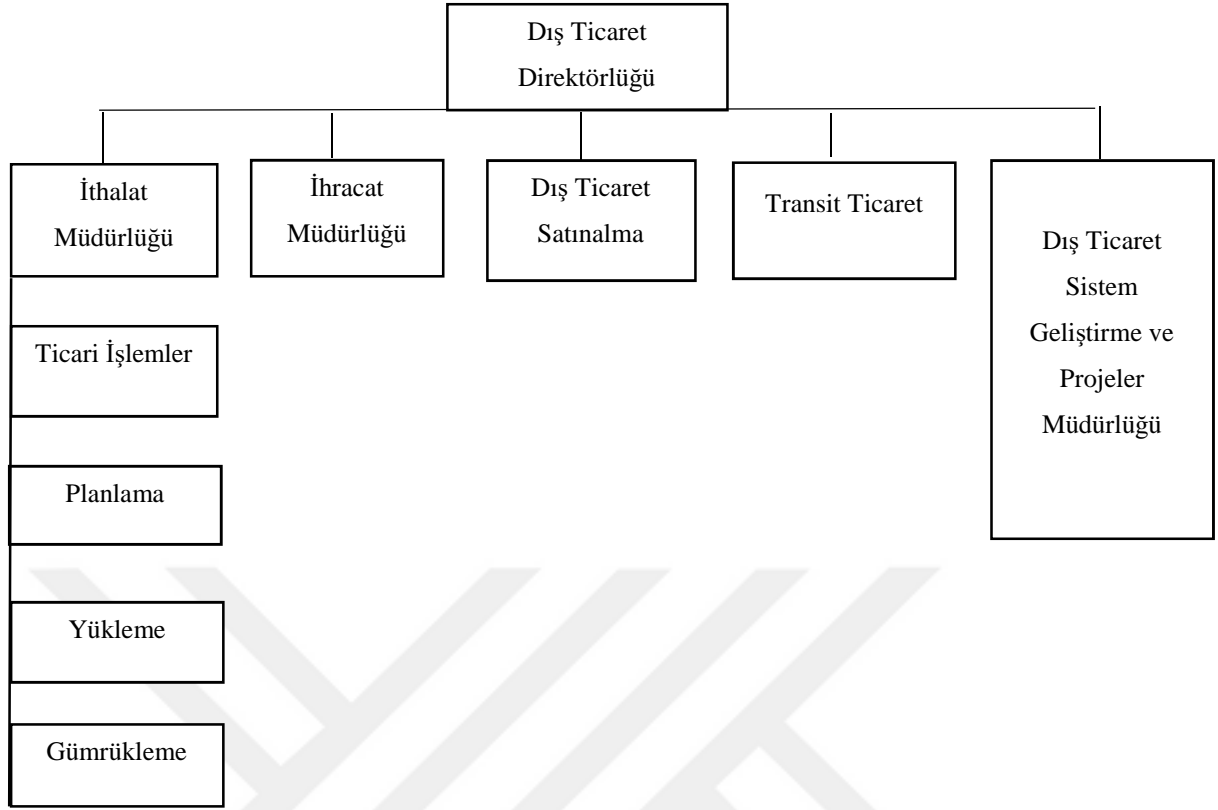 Dış Ticaret
Direktörlüğü
İthalat
Müdürlüğü
İhracat
Müdürlüğü
Dış Ticaret
Satınalma
Transit Ticaret
Dış Ticaret
Sistem
Geliştirme ve
Projeler
Müdürlüğü
Ticari İşlemler
Planlama
Yükleme
Gümrükleme